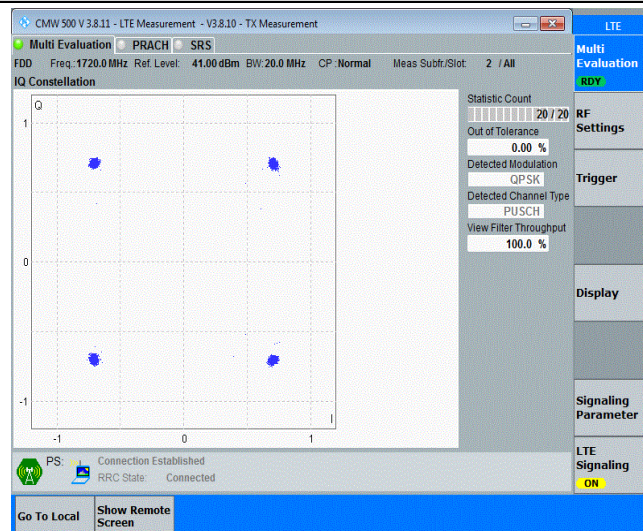 CMW 500 V 3.8.11 - LTE Measurement - V3.8.10 - TX Measurement
LTE
Multi Evaluation PRACH SRS
Multi
Evaluation
RDY
FDD Freq.:1720.0 MHz Ref. Level: 41.00 dBm BW:20.0 MHz CP:Normal Meas Subfr./Slot: 2 / All
IQ Constellation
Q
1
0
-1
I
-1 0 1
Statistic Count
20 / 20
Out of Tolerance
0.00 %
Detected Modulation
QPSK
Detected Channel Type
PUSCH
View Filter Throughput
100.0 %
RF
Settings
Trigger
Display
Signaling
Parameter
LTE
Signaling
ON
PS: Connection Established
RRC State: Connected
Go To Local
Show Remote
Screen